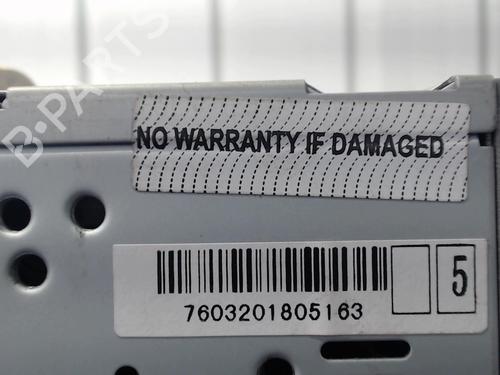 B-PARTS
NO WARRANTY IF DAMAGED
5
7603201805163